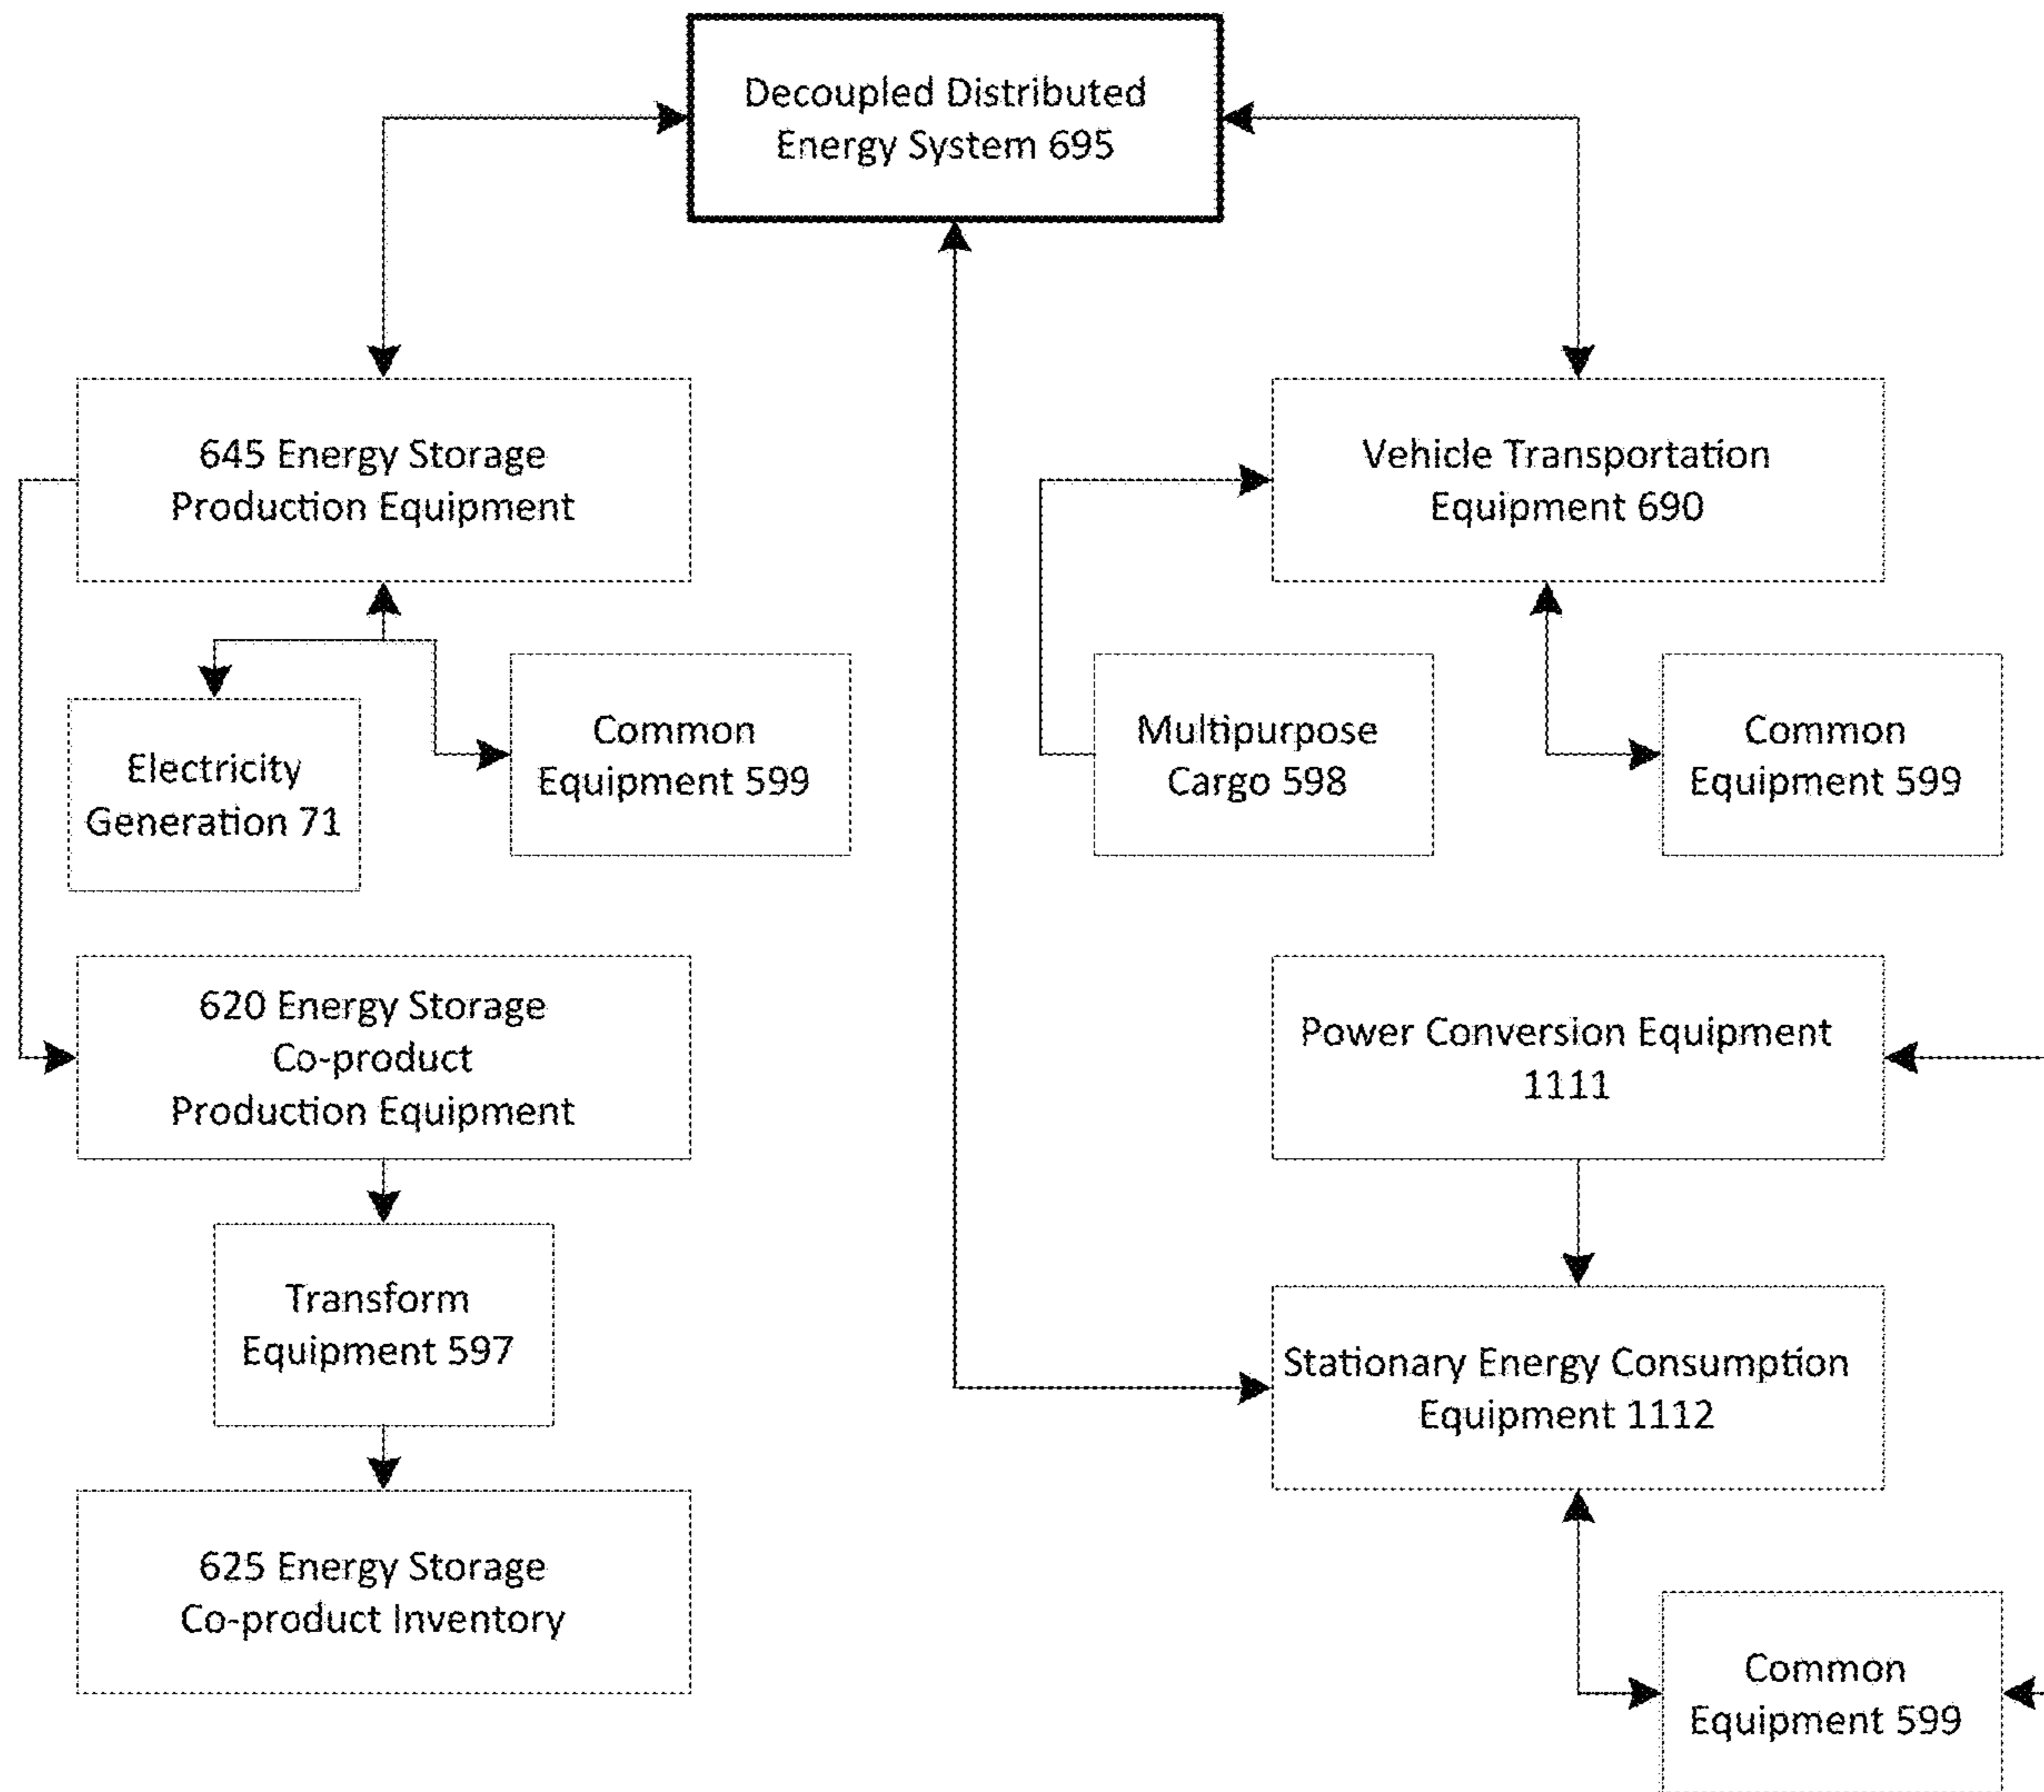 Decoupled Distributed
Energy System 695
645 Energy Storage
Production Equipment
Vehicle Transportation
Equipment 690
Electricity
Generation 71
Common
Equipment 599
Multipurpose
Cargo 598
Common
Equipment 599
620 Energy Storage
Co-product
Production Equipment
Power Conversion Equipment
1111
Transform
Equipment 597
Stationary Energy Consumption
Equipment 1112
625 Energy Storage
Co-product Inventory
Common
Equipment 599